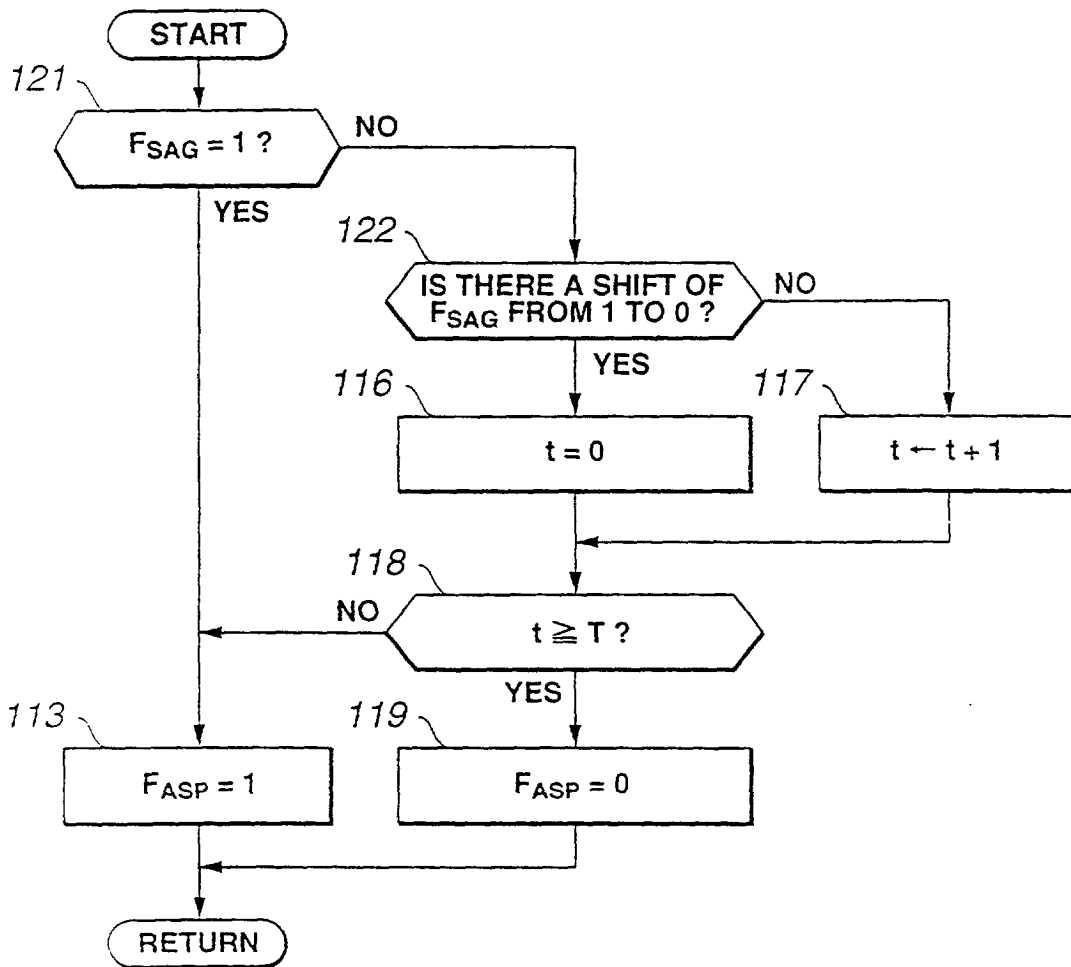 START
121
F_SAG = 1 ?
NO
YES
122
IS THERE A SHIFT OF
F_SAG FROM 1 TO 0 ?
NO
YES
116
t = 0
117
t ← t + 1
118
NO
t ≧ T ?
YES
113
F_ASP = 1
119
F_ASP = 0
RETURN